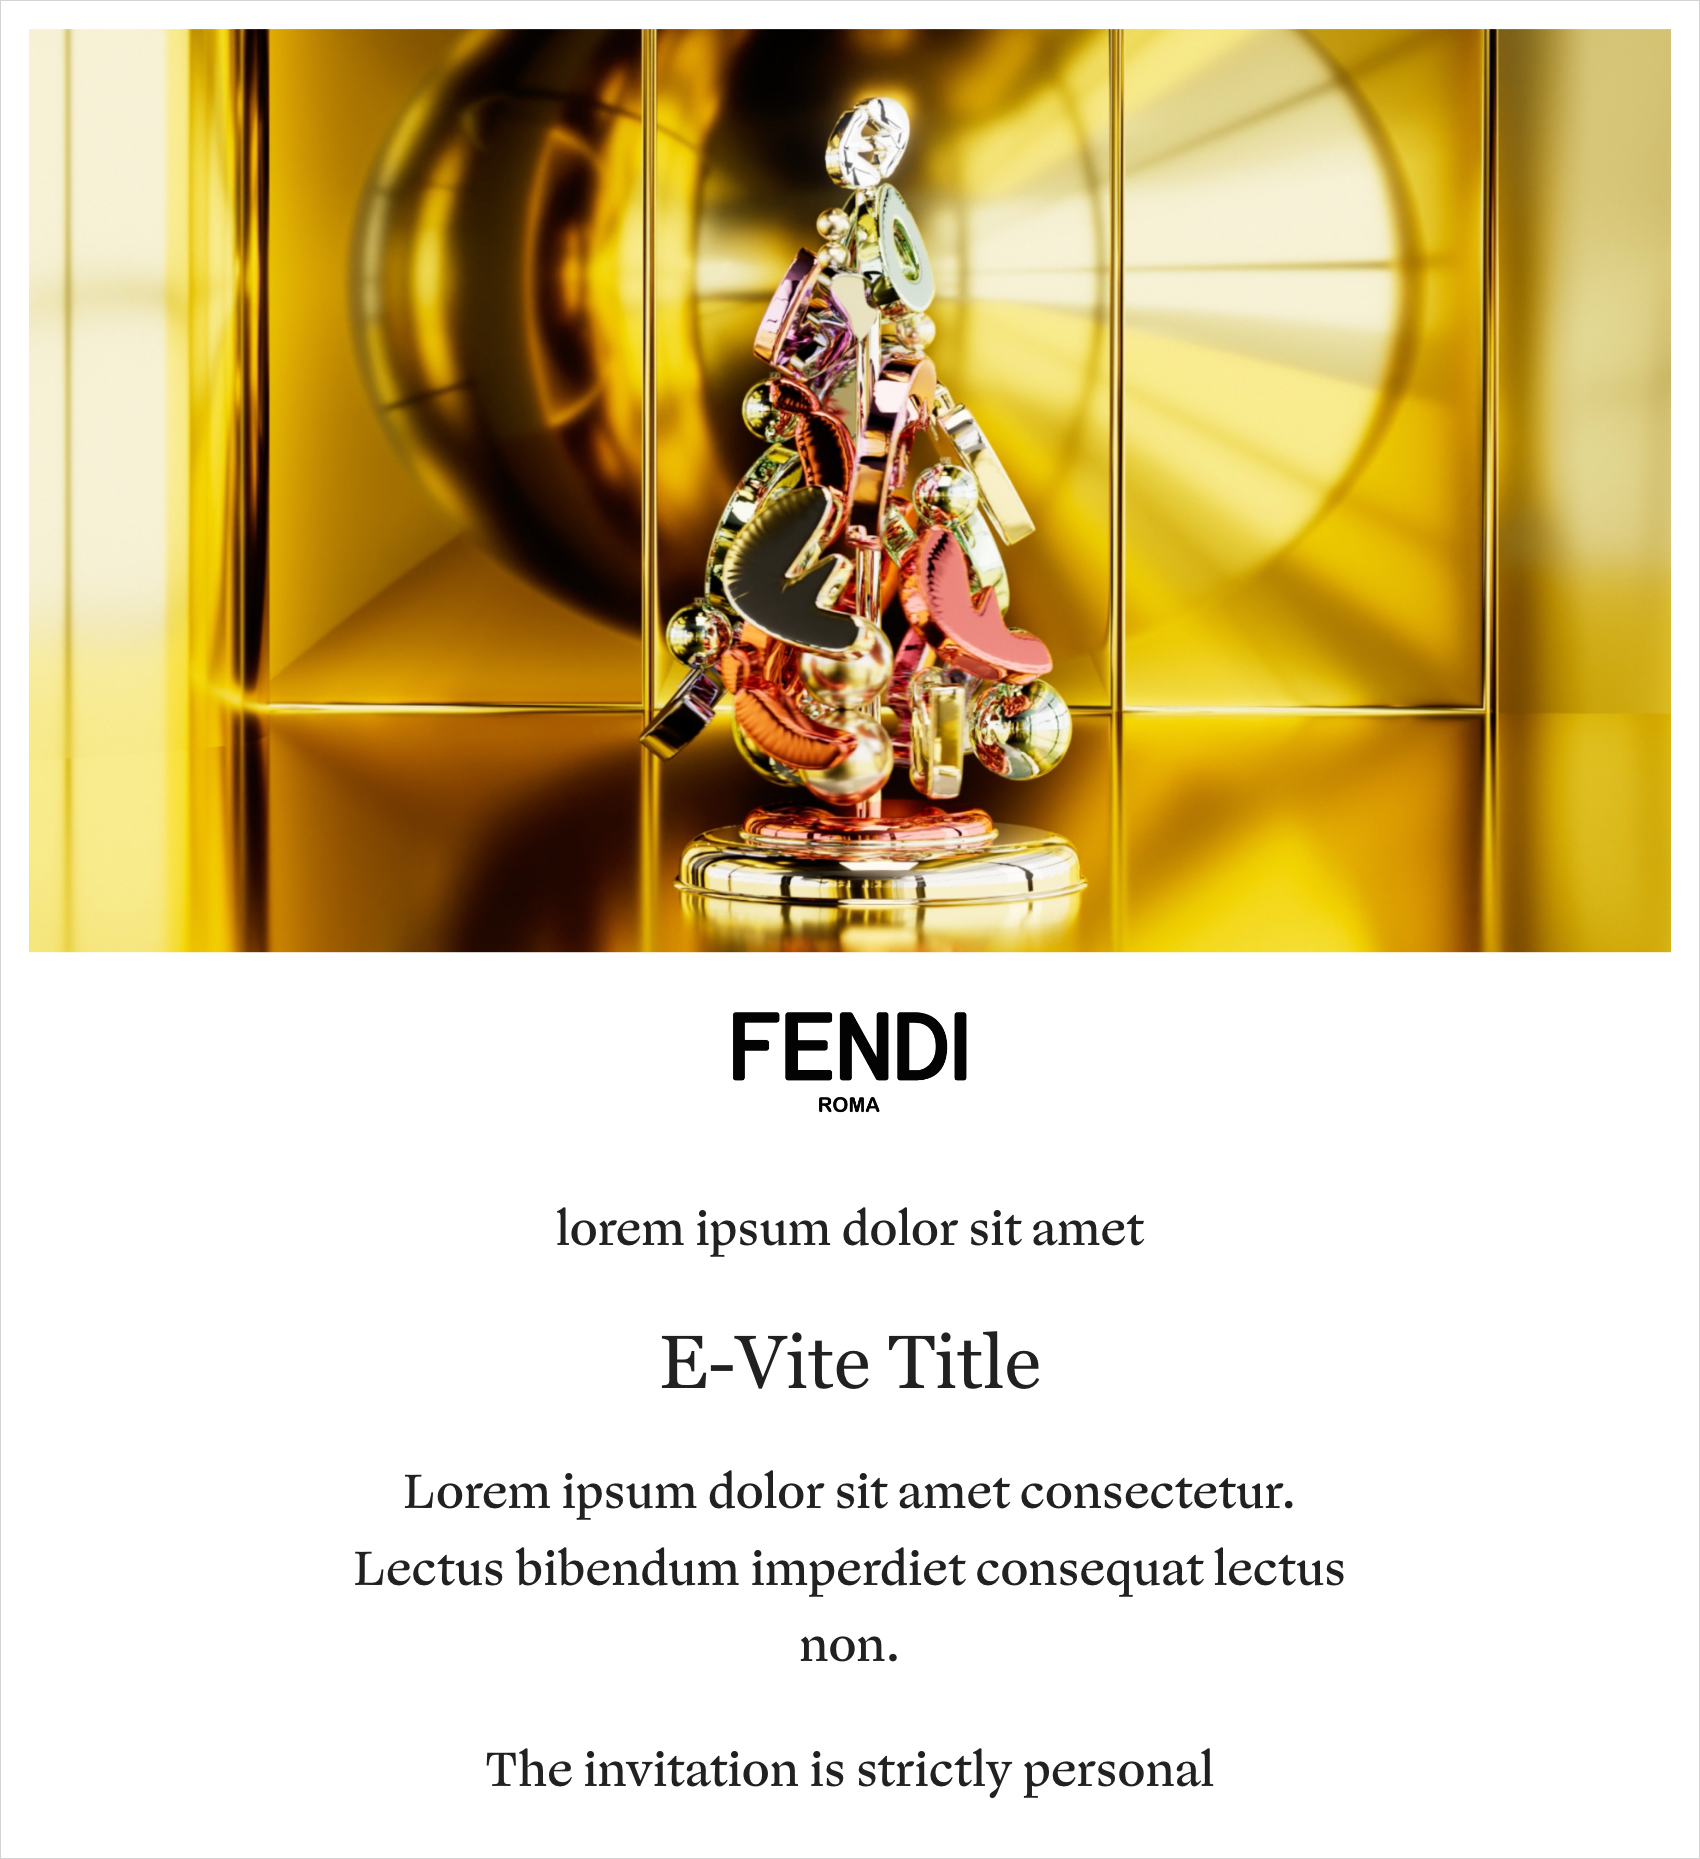 FENDI
ROMA
lorem ipsum dolor sit amet
E-Vite Title
Lorem ipsum dolor sit amet consectetur.
Lectus bibendum imperdiet consequat lectus
non.
The invitation is strictly personal